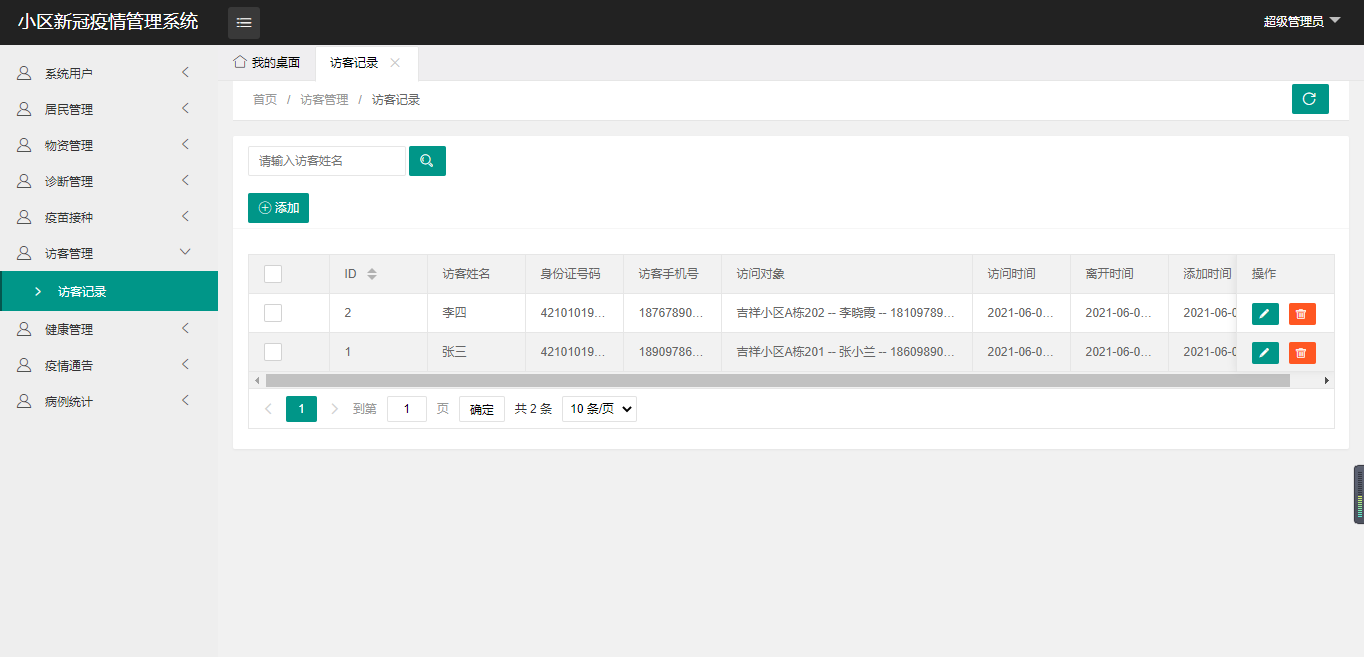 小区新冠疫情管理系统
超级管理员
系统用户
居民管理
物资管理
诊断管理
疫苗接种
访客管理
访客记录
健康管理
疫情通告
病例统计
我的桌面 访客记录
首页 / 访客管理 / 访客记录
请输入访客姓名
添加
ID 访客姓名 身份证号码 访客手机号 访问对象 访问时间 离开时间 添加时间 操作
2 李四 42101019... 18767890... 吉祥小区A栋202 -- 李晓霞 -- 18109789... 2021-06-0... 2021-06-0... 2021-06-0
1 张三 42101019... 18909786... 吉祥小区A栋201 -- 张小兰 -- 18609890... 2021-06-0... 2021-06-0... 2021-06-0
1 到第 1 页 确定 共 2 条 10 条/页